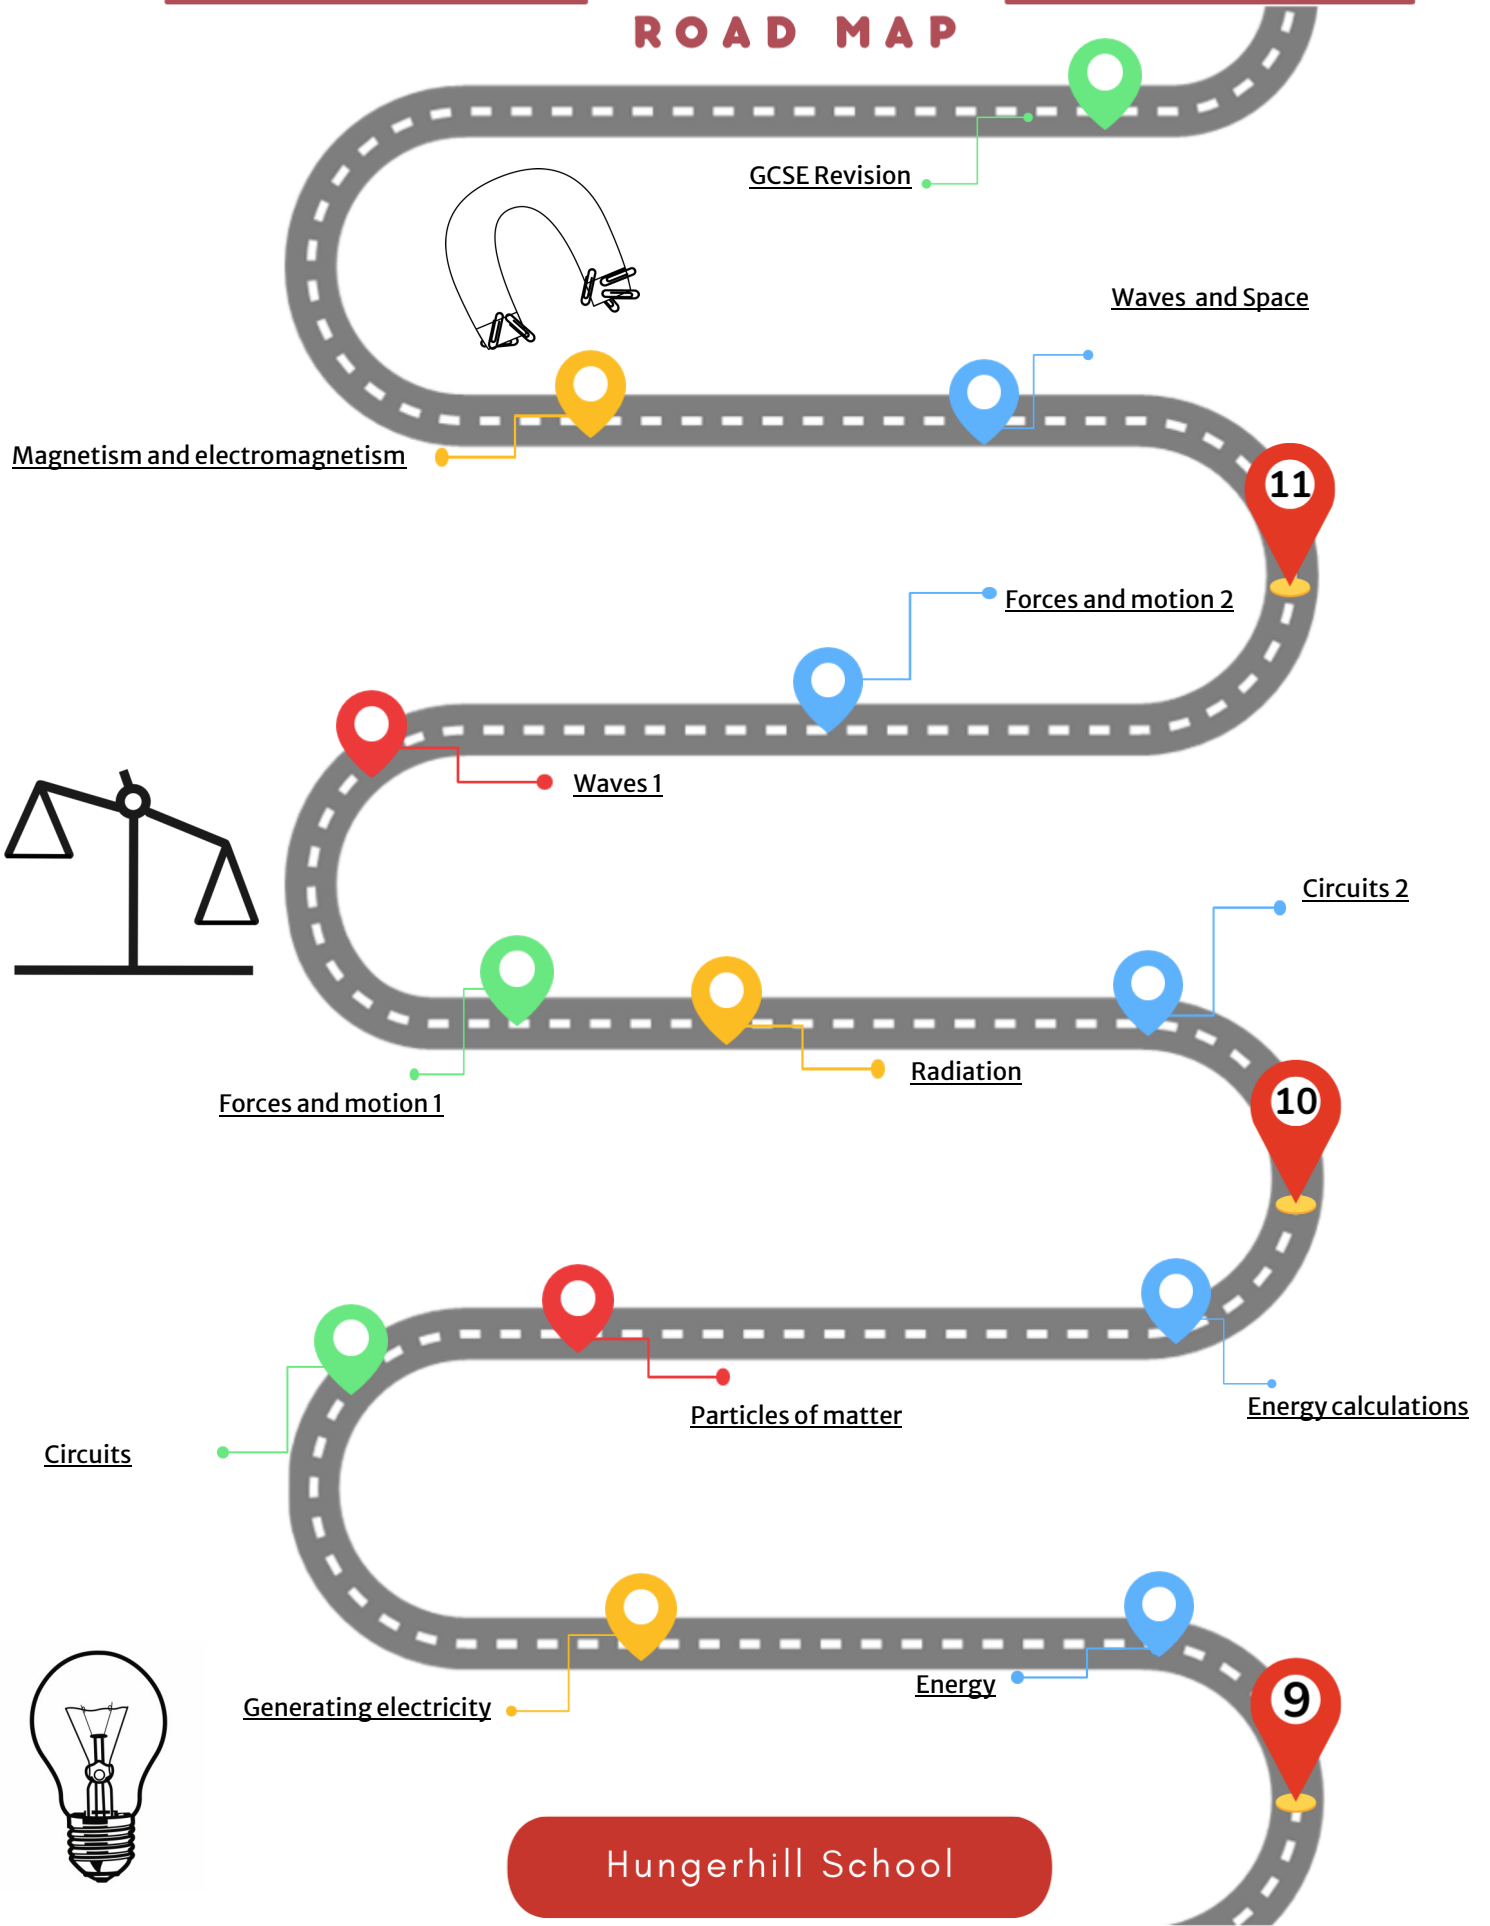 ROAD MAP
GCSE Revision
Waves and Space
Magnetism and electromagnetism
11
Forces and motion 2
Waves 1
Circuits 2
Radiation
Forces and motion 1
10
Energy calculations
Particles of matter
Circuits
Energy
Generating electricity
9
Hungerhill School